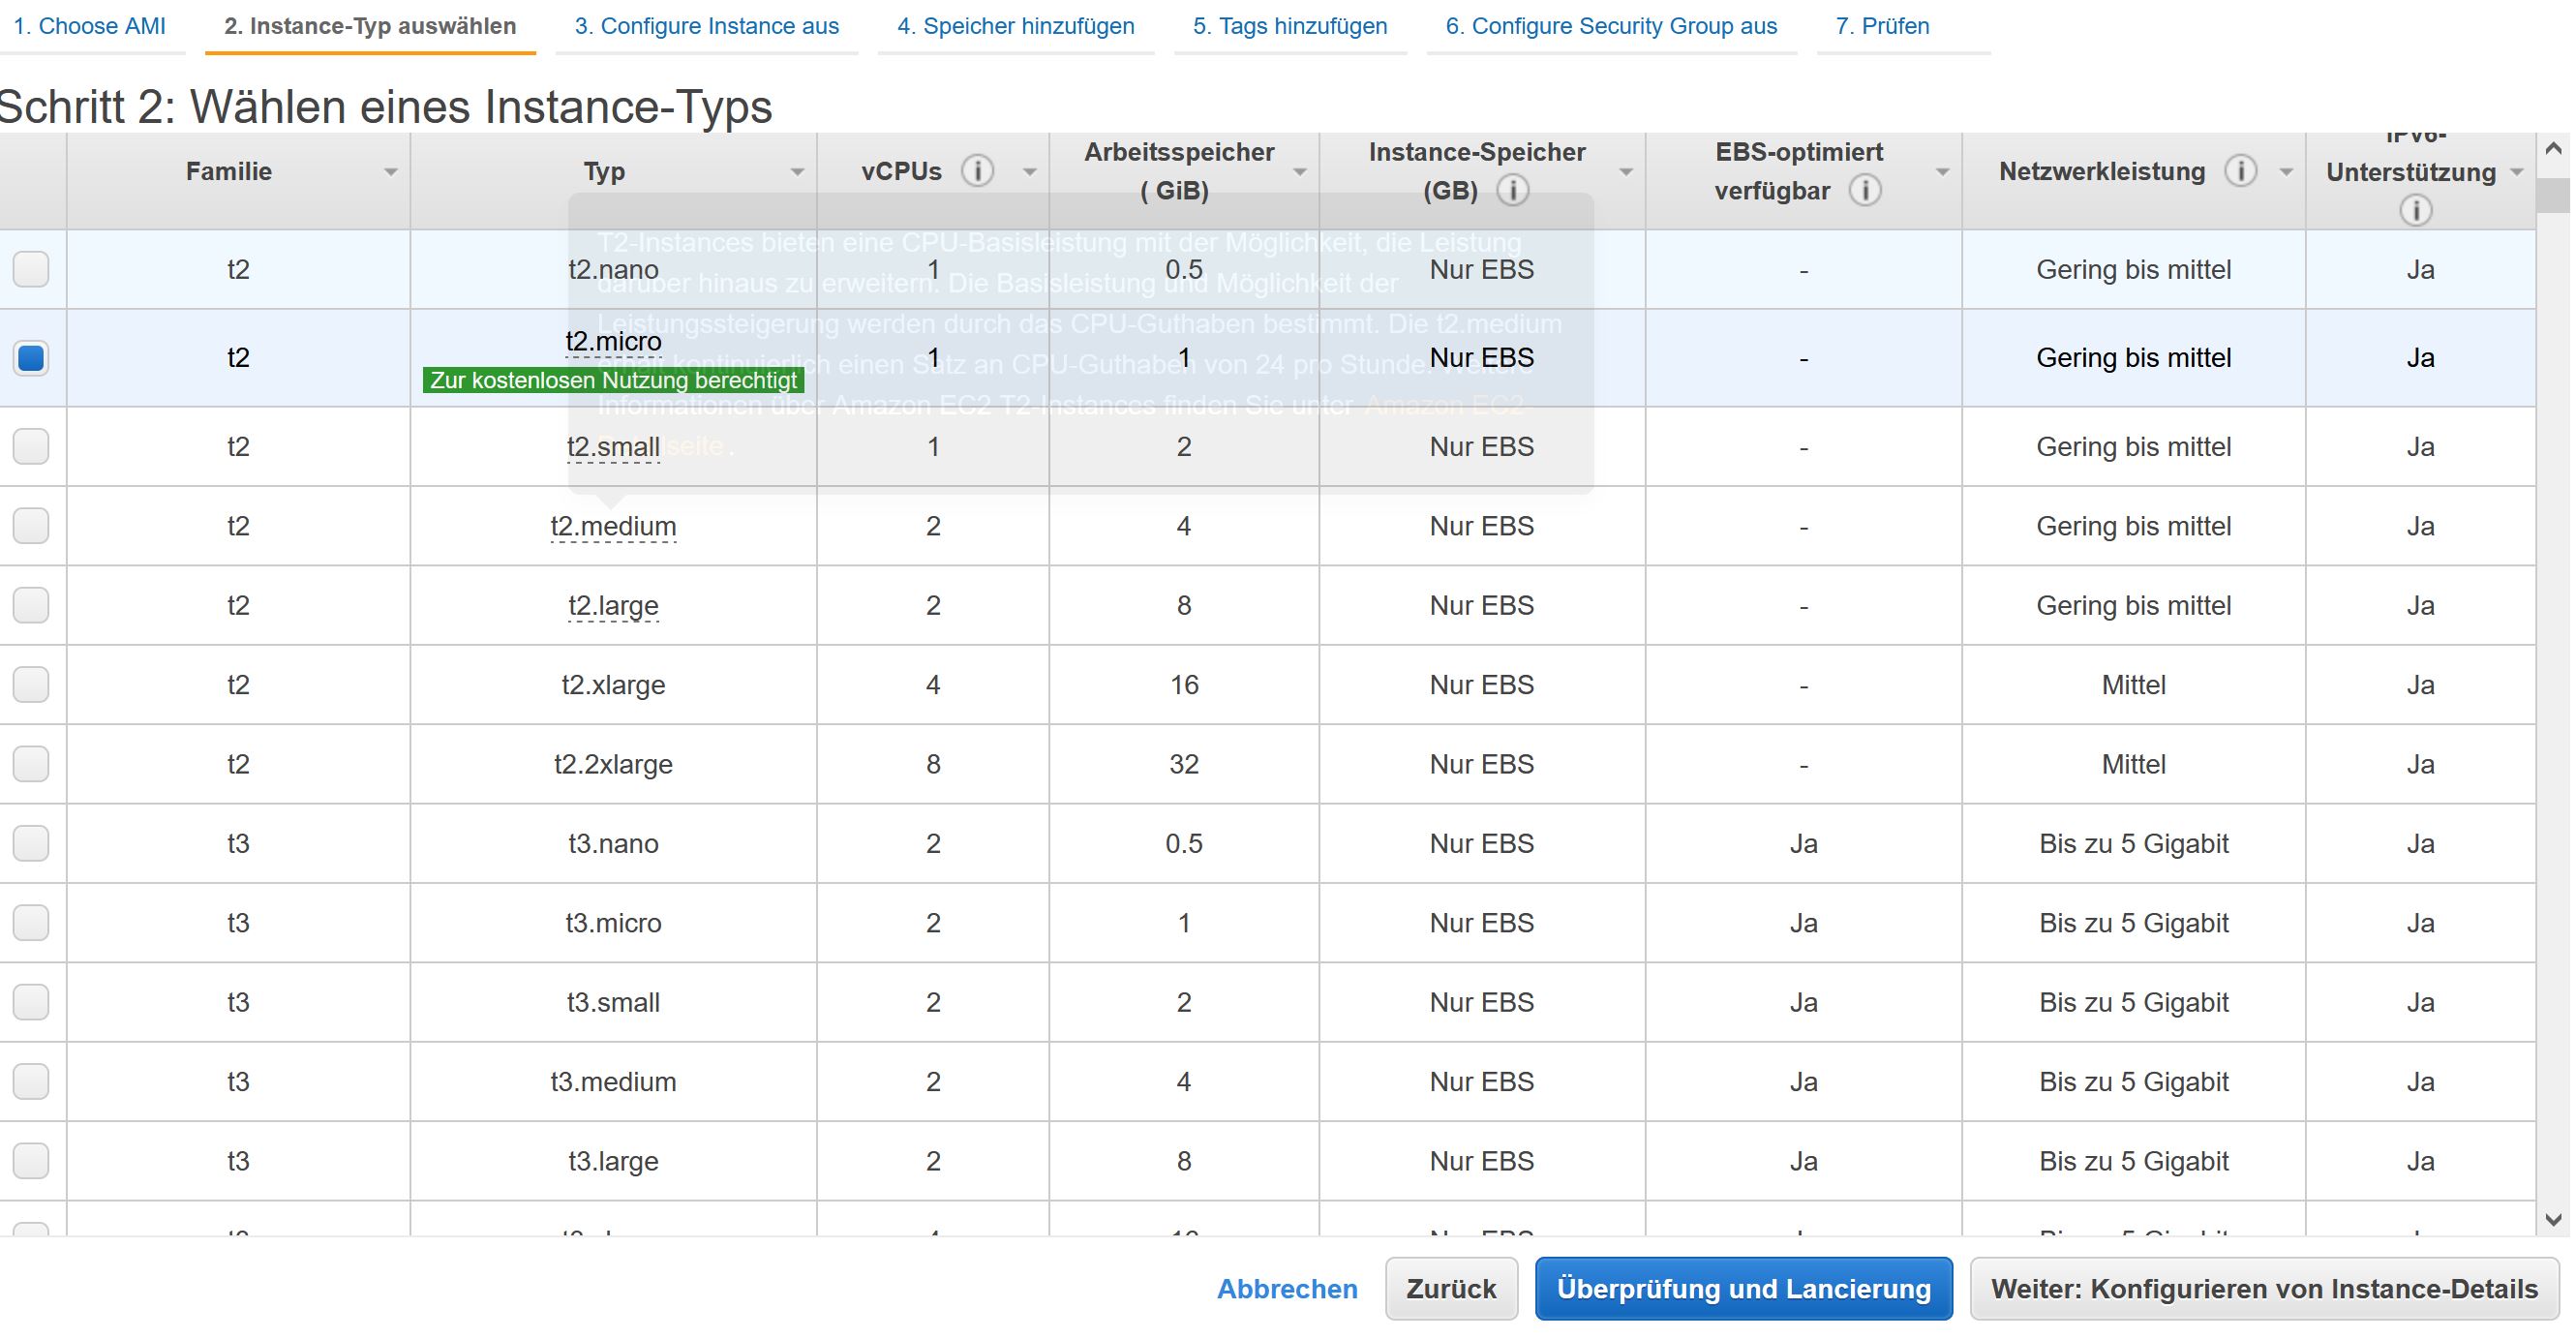 1. Choose AMI 2. Instance-Typ auswählen 3. Configure Instance aus 4. Speicher hinzufügen 5. Tags hinzufügen 6. Configure Security Group aus 7. Prüfen
Schritt 2: Wählen eines Instance-Typs
Familie Typ vCPUs Arbeitsspeicher ( GiB) Instance-Speicher (GB) EBS-optimiert verfügbar Netzwerkleistung IPv6-Unterstützung
t2 t2.nano 1 0.5 Nur EBS - Gering bis mittel Ja
t2 t2.micro Zur kostenlosen Nutzung berechtigt 1 1 Nur EBS - Gering bis mittel Ja
t2 t2.small 1 2 Nur EBS - Gering bis mittel Ja
T2-Instances bieten eine CPU-Basisleistung mit der Möglichkeit, die Leistung
darüber hinaus zu erweitern. Die Basisleistung und Möglichkeit der
Leistungssteigerung werden durch das CPU-Guthaben bestimmt. Die t2.medium
erhält kontinuierlich einen Satz an CPU-Guthaben von 24 pro Stunde. Weitere
Informationen über Amazon EC2 T2-Instances finden Sie unter Amazon EC2-
t2 t2.medium 2 4 Nur EBS - Gering bis mittel Ja
t2 t2.large 2 8 Nur EBS - Gering bis mittel Ja
t2 t2.xlarge 4 16 Nur EBS - Mittel Ja
t2 t2.2xlarge 8 32 Nur EBS - Mittel Ja
t3 t3.nano 2 0.5 Nur EBS Ja Bis zu 5 Gigabit Ja
t3 t3.micro 2 1 Nur EBS Ja Bis zu 5 Gigabit Ja
t3 t3.small 2 2 Nur EBS Ja Bis zu 5 Gigabit Ja
t3 t3.medium 2 4 Nur EBS Ja Bis zu 5 Gigabit Ja
t3 t3.large 2 8 Nur EBS Ja Bis zu 5 Gigabit Ja
Abbrechen Zurück Überprüfung und Lancierung Weiter: Konfigurieren von Instance-Details